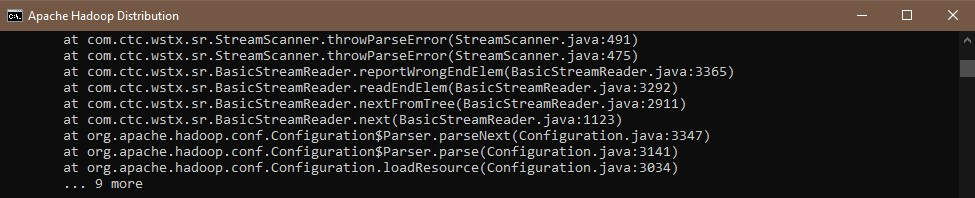 Apache Hadoop Distribution
at com.ctc.wstx.sr.StreamScanner.throwParseError(StreamScanner.java:491)
at com.ctc.wstx.sr.StreamScanner.throwParseError(StreamScanner.java:475)
at com.ctc.wstx.sr.BasicStreamReader.reportWrongEndElem(BasicStreamReader.java:3365)
at com.ctc.wstx.sr.BasicStreamReader.readEndElem(BasicStreamReader.java:3292)
at com.ctc.wstx.sr.BasicStreamReader.nextFromTree(BasicStreamReader.java:2911)
at com.ctc.wstx.sr.BasicStreamReader.next(BasicStreamReader.java:1123)
at org.apache.hadoop.conf.Configuration$Parser.parseNext(Configuration.java:3347)
at org.apache.hadoop.conf.Configuration$Parser.parse(Configuration.java:3141)
at org.apache.hadoop.conf.Configuration.loadResource(Configuration.java:3034)
... 9 more